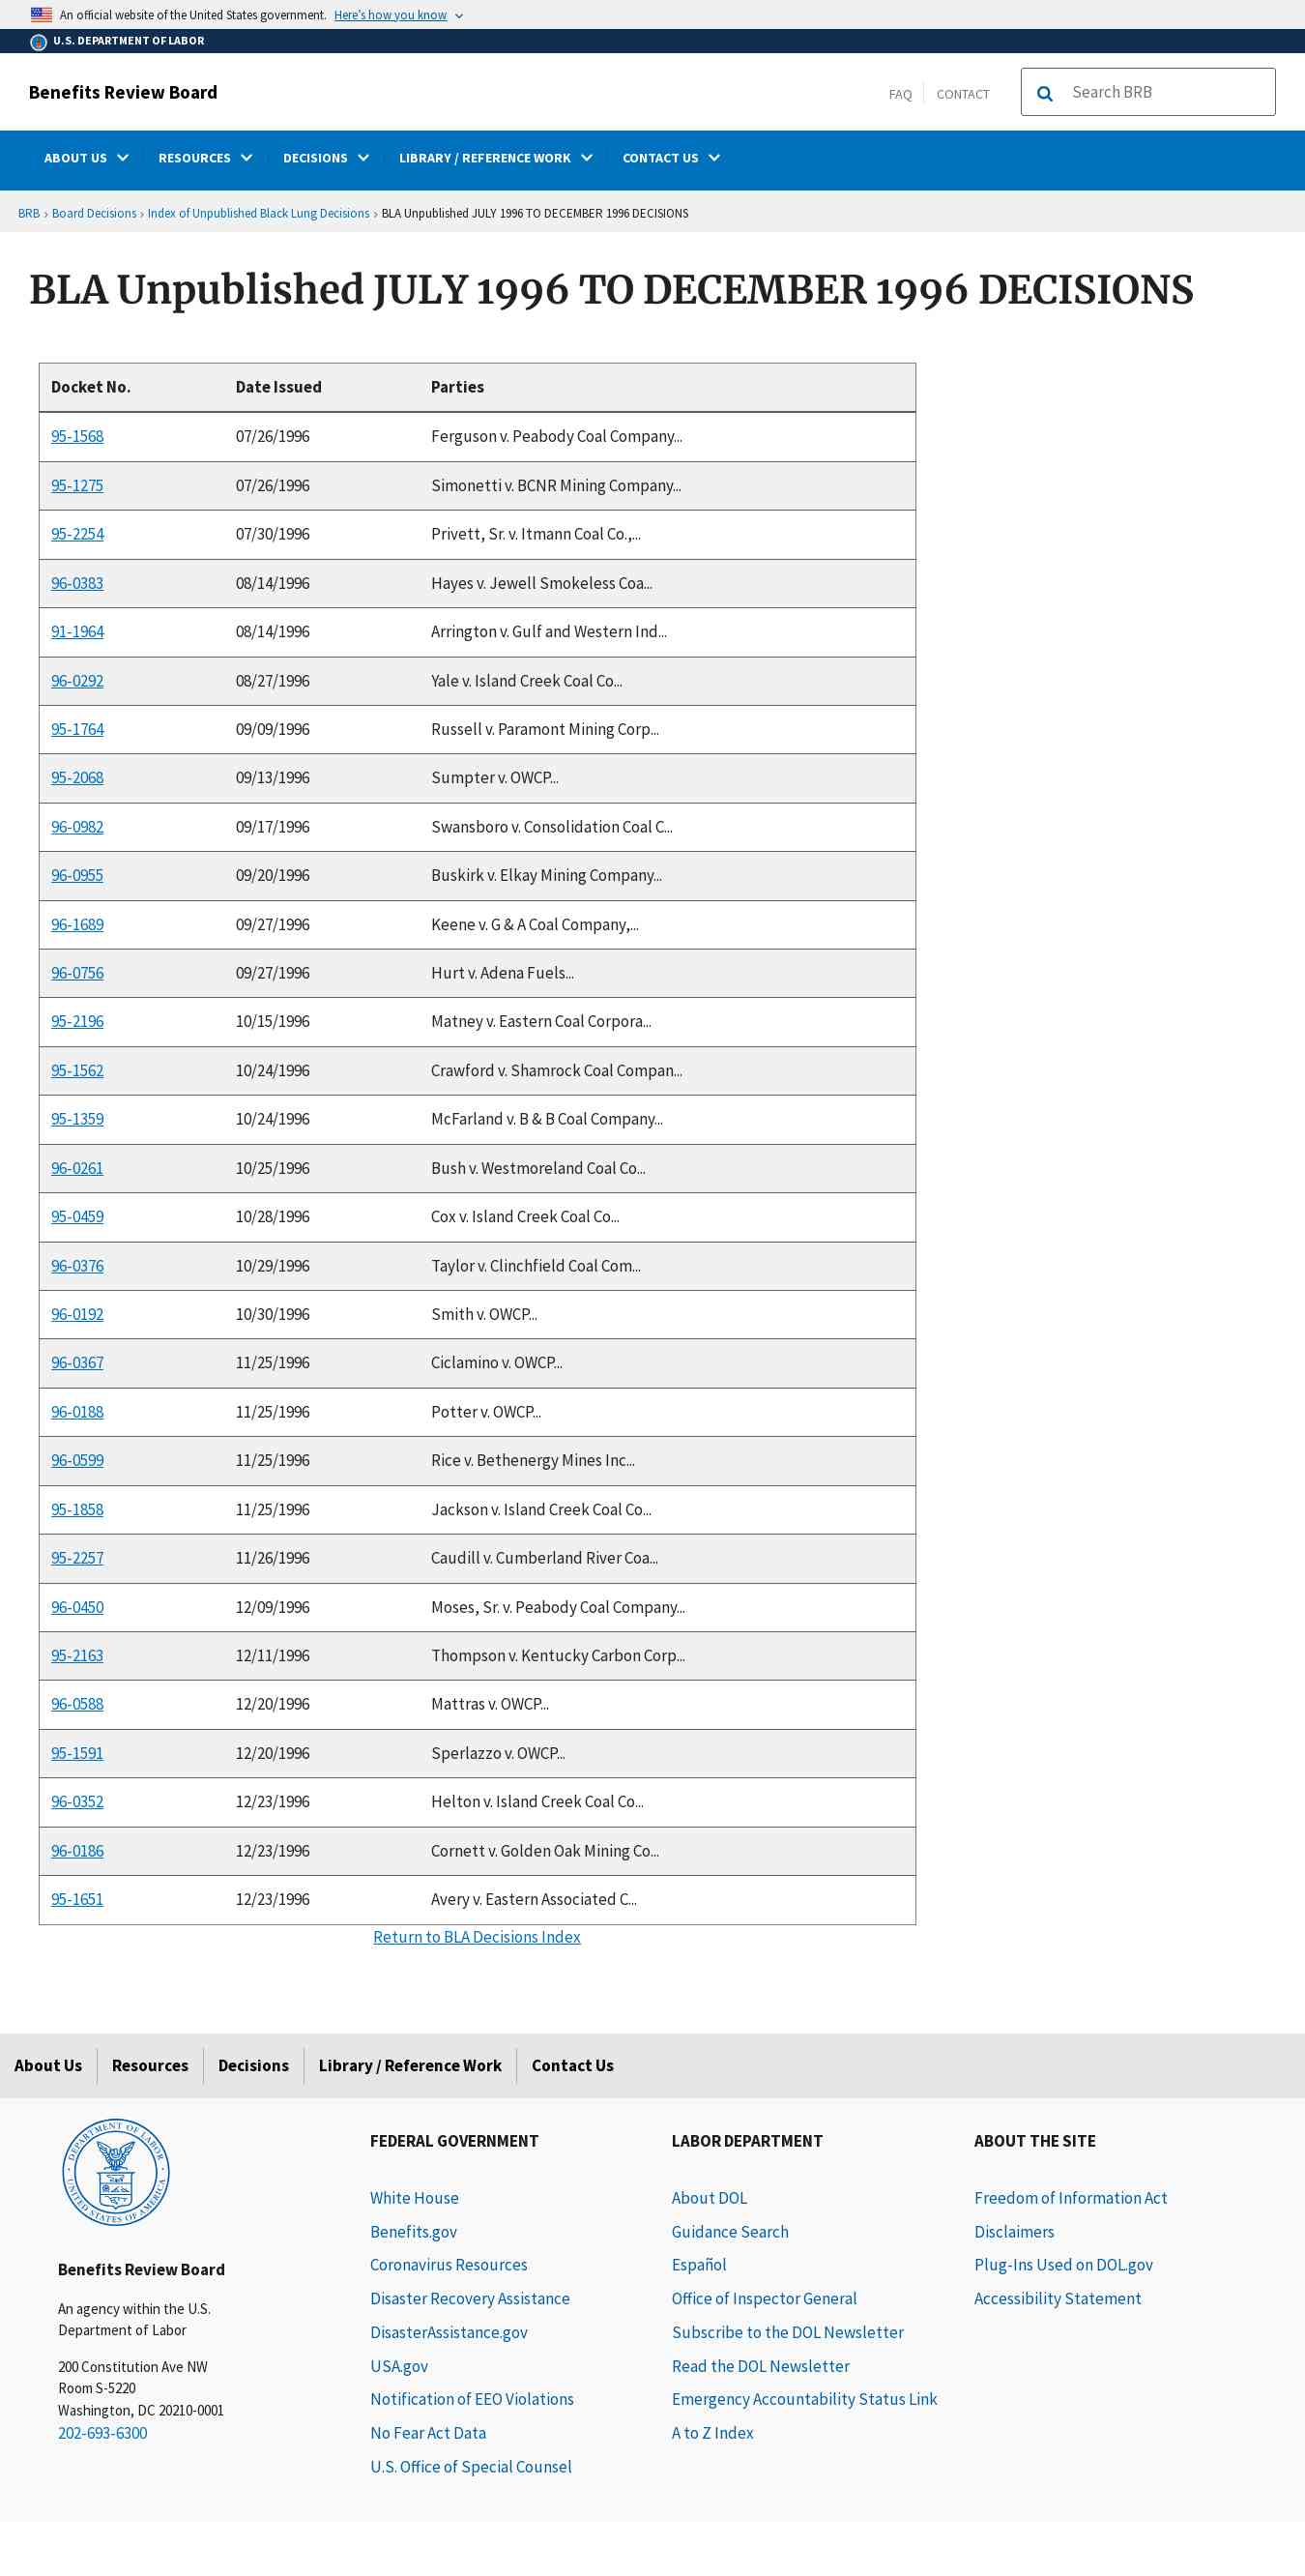 An official website of the United States government. Here's how you know
U.S. DEPARTMENT OF LABOR
Benefits Review Board
FAQ CONTACT Search BRB
ABOUT US RESOURCES DECISIONS LIBRARY / REFERENCE WORK CONTACT US
BRB › Board Decisions › Index of Unpublished Black Lung Decisions › BLA Unpublished JULY 1996 TO DECEMBER 1996 DECISIONS
BLA Unpublished JULY 1996 TO DECEMBER 1996 DECISIONS
Docket No. Date Issued Parties
95-1568 07/26/1996 Ferguson v. Peabody Coal Company...
95-1275 07/26/1996 Simonetti v. BCNR Mining Company...
95-2254 07/30/1996 Privett, Sr. v. Itmann Coal Co.,...
96-0383 08/14/1996 Hayes v. Jewell Smokeless Coa...
91-1964 08/14/1996 Arrington v. Gulf and Western Ind...
96-0292 08/27/1996 Yale v. Island Creek Coal Co...
95-1764 09/09/1996 Russell v. Paramont Mining Corp...
95-2068 09/13/1996 Sumpter v. OWCP...
96-0982 09/17/1996 Swansboro v. Consolidation Coal C...
96-0955 09/20/1996 Buskirk v. Elkay Mining Company...
96-1689 09/27/1996 Keene v. G & A Coal Company,...
96-0756 09/27/1996 Hurt v. Adena Fuels...
95-2196 10/15/1996 Matney v. Eastern Coal Corpora...
95-1562 10/24/1996 Crawford v. Shamrock Coal Compan...
95-1359 10/24/1996 McFarland v. B & B Coal Company...
96-0261 10/25/1996 Bush v. Westmoreland Coal Co...
95-0459 10/28/1996 Cox v. Island Creek Coal Co...
96-0376 10/29/1996 Taylor v. Clinchfield Coal Com...
96-0192 10/30/1996 Smith v. OWCP...
96-0367 11/25/1996 Ciclamino v. OWCP...
96-0188 11/25/1996 Potter v. OWCP...
96-0599 11/25/1996 Rice v. Bethenergy Mines Inc...
95-1858 11/25/1996 Jackson v. Island Creek Coal Co...
95-2257 11/26/1996 Caudill v. Cumberland River Coa...
96-0450 12/09/1996 Moses, Sr. v. Peabody Coal Company...
95-2163 12/11/1996 Thompson v. Kentucky Carbon Corp...
96-0588 12/20/1996 Mattras v. OWCP...
95-1591 12/20/1996 Sperlazzo v. OWCP...
96-0352 12/23/1996 Helton v. Island Creek Coal Co...
96-0186 12/23/1996 Cornett v. Golden Oak Mining Co...
95-1651 12/23/1996 Avery v. Eastern Associated C...
Return to BLA Decisions Index
About Us Resources Decisions Library / Reference Work Contact Us
DEPARTMENT OF LABOR
UNITED STATES OF AMERICA
Benefits Review Board
An agency within the U.S.
Department of Labor
200 Constitution Ave NW
Room S-5220
Washington, DC 20210-0001
202-693-6300
FEDERAL GOVERNMENT
White House
Benefits.gov
Coronavirus Resources
Disaster Recovery Assistance
DisasterAssistance.gov
USA.gov
Notification of EEO Violations
No Fear Act Data
U.S. Office of Special Counsel
LABOR DEPARTMENT
About DOL
Guidance Search
Español
Office of Inspector General
Subscribe to the DOL Newsletter
Read the DOL Newsletter
Emergency Accountability Status Link
A to Z Index
ABOUT THE SITE
Freedom of Information Act
Disclaimers
Plug-Ins Used on DOL.gov
Accessibility Statement